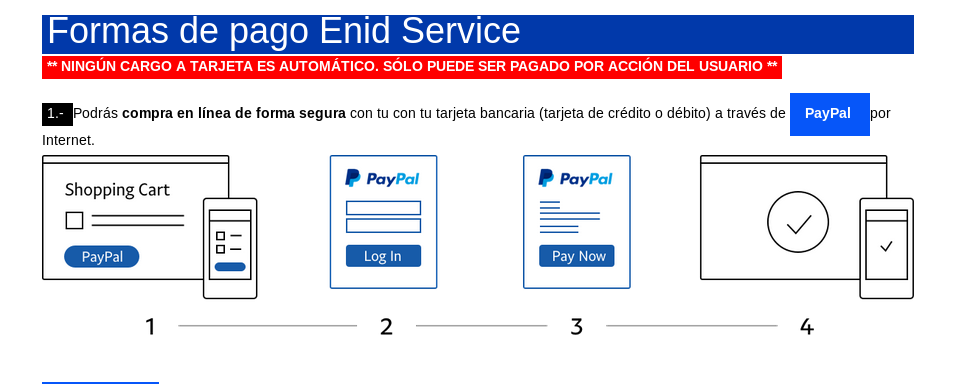 Formas de pago Enid Service
** NINGÚN CARGO A TARJETA ES AUTOMÁTICO. SÓLO PUEDE SER PAGADO POR ACCIÓN DEL USUARIO **
1.- Podrás compra en línea de forma segura con tu con tu tarjeta bancaria (tarjeta de crédito o débito) a través de PayPal por
Internet.
Shopping Cart
PayPal
PayPal
Log In
PayPal
Pay Now
1 2 3 4